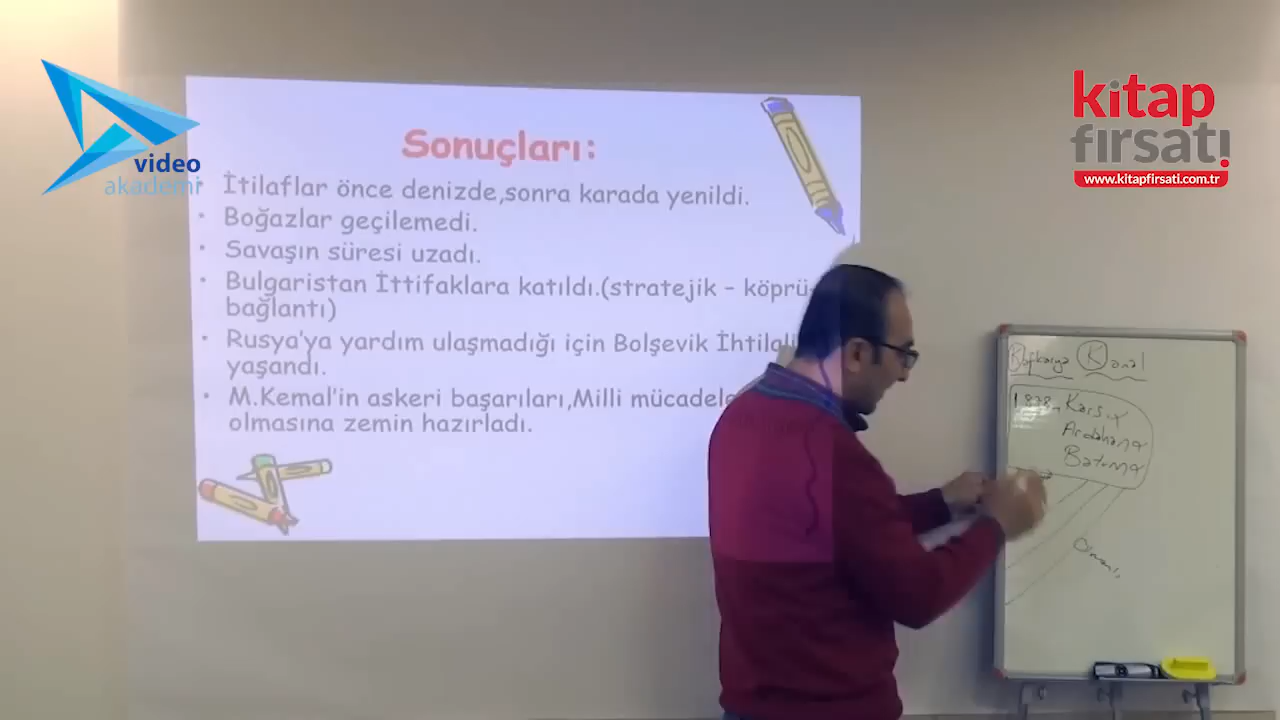 video
akademi
kitap
fırsatı
www.kitapfirsati.com.tr
Sonuçları:
• İtilaflar önce denizde,sonra karada yenildi.
• Boğazlar geçilemedi.
• Savaşın süresi uzadı.
• Bulgaristan İttifaklara katıldı.(stratejik – köprü-
bağlantı)
• Rusya'ya yardım ulaşmadığı için Bolşevik İhtilali
yaşandı.
• M.Kemal'in askeri başarıları,Milli mücadele
olmasına zemin hazırladı.
Kanal
1878 Kars
Ardahan
Batum